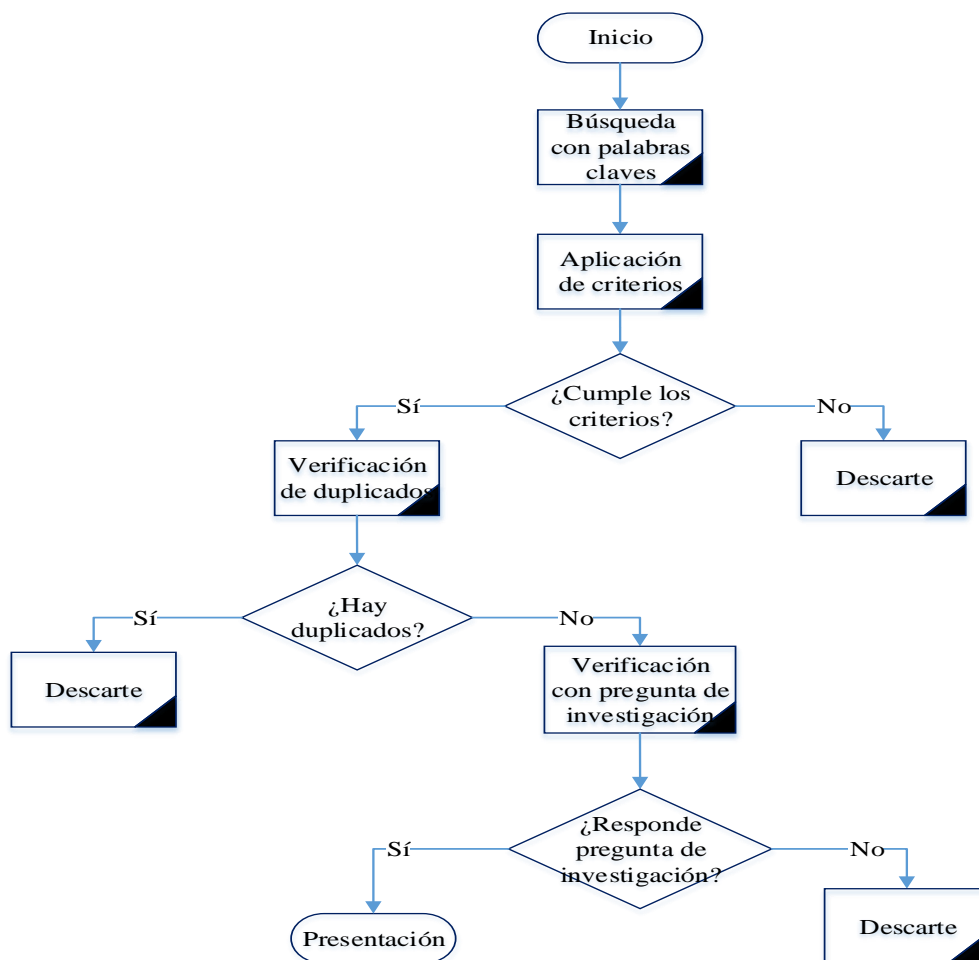 Inicio
Búsqueda
con palabras
claves
Aplicación
de criterios
¿Cumple los
criterios?
Sí
No
Verificación
de duplicados
Descarte
¿Hay
duplicados?
Sí
No
Descarte
Verificación
con pregunta de
investigación
¿Responde
pregunta de
investigación?
Sí
No
Presentación
Descarte